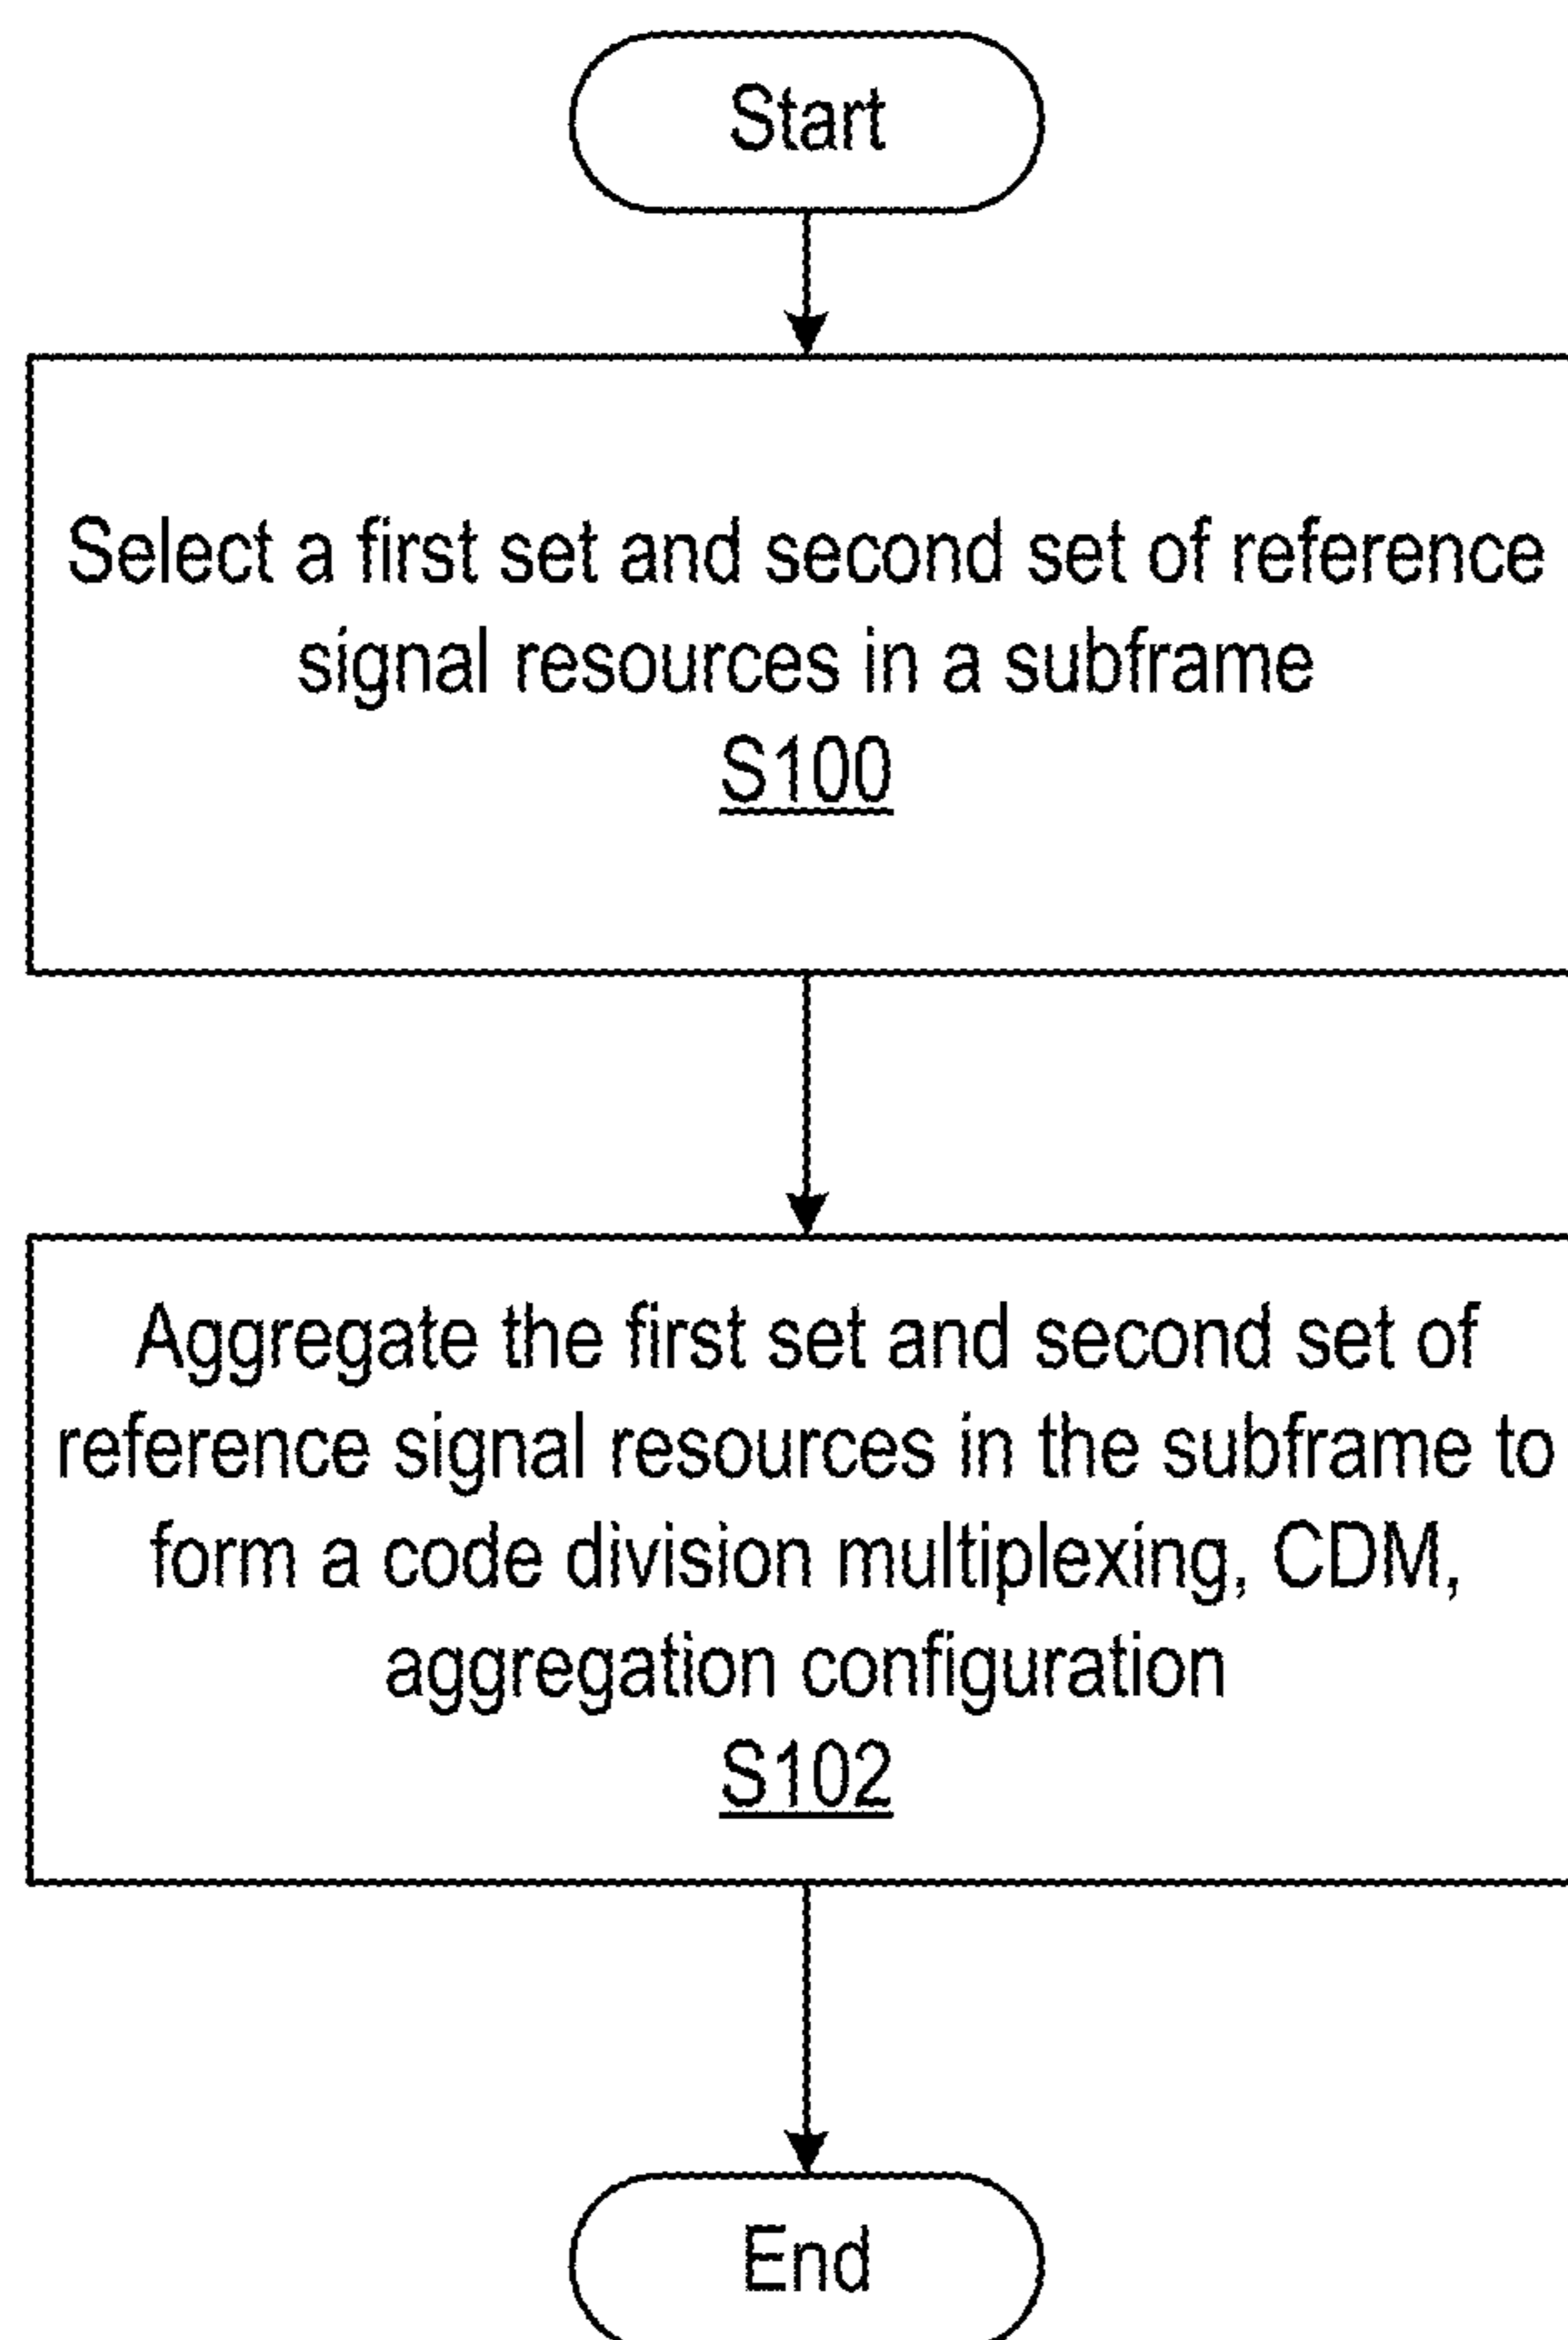 Start
Select a first set and second set of reference
signal resources in a subframe
S100
Aggregate the first set and second set of
reference signal resources in the subframe to
form a code division multiplexing, CDM,
aggregation configuration
S102
End